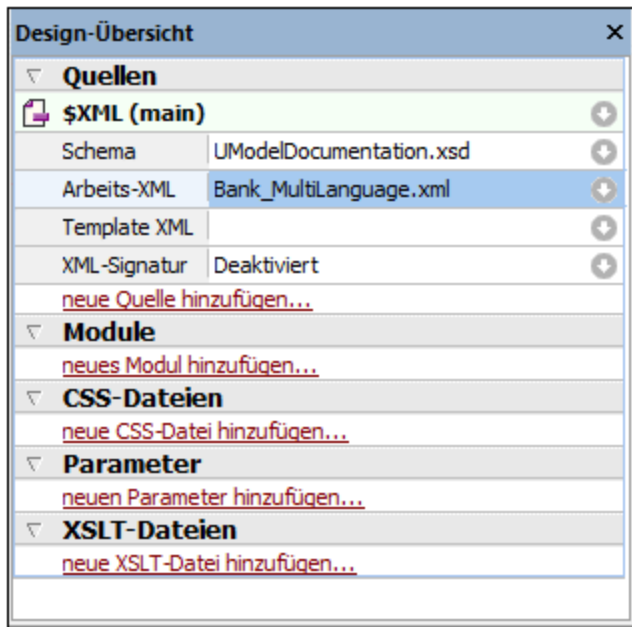 Design-Übersicht
Quellen
$XML (main)
Schema UModelDocumentation.xsd
Arbeits-XML Bank_MultiLanguage.xml
Template XML
XML-Signatur Deaktiviert
neue Quelle hinzufügen...
Module
neues Modul hinzufügen...
CSS-Dateien
neue CSS-Datei hinzufügen...
Parameter
neuen Parameter hinzufügen...
XSLT-Dateien
neue XSLT-Datei hinzufügen...